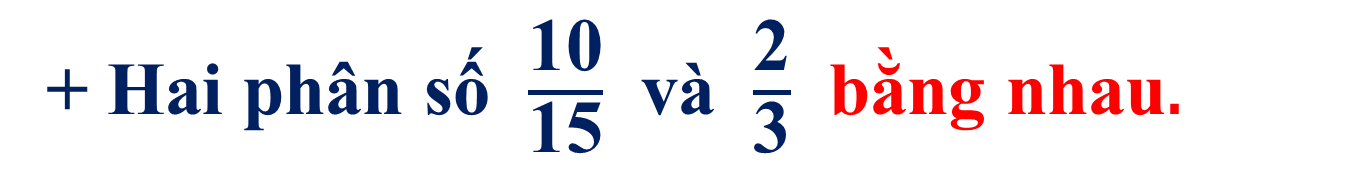 + Hai phân số 10/15 và 2/3 bằng nhau.